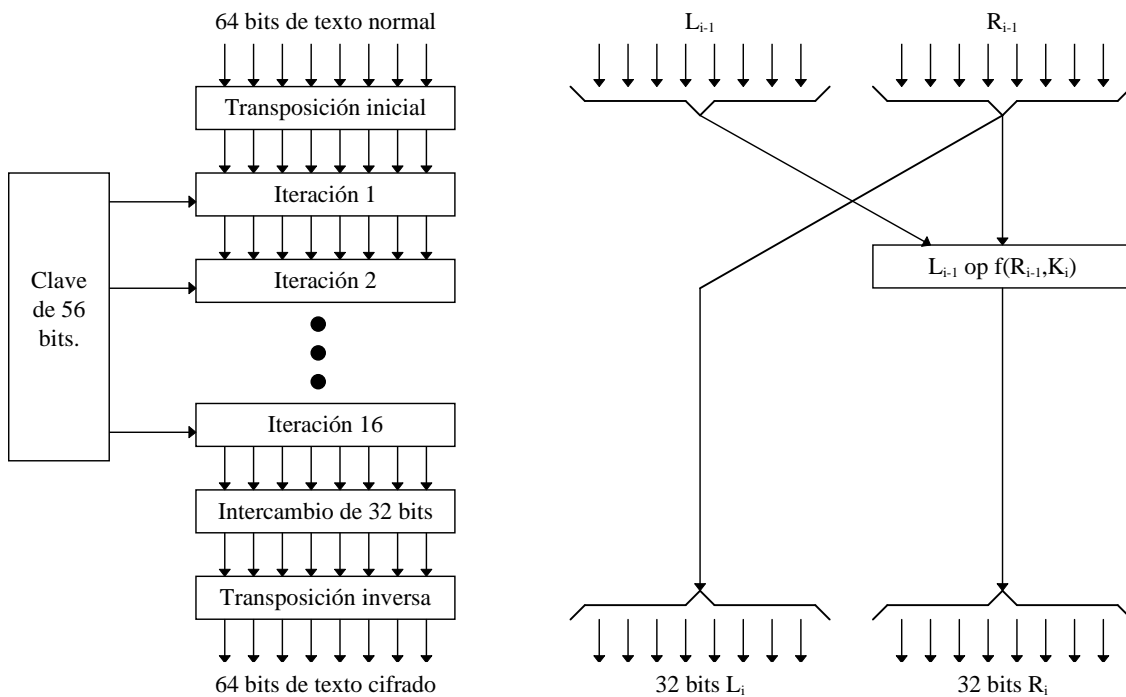 64 bits de texto normal
Transposición inicial
Iteración 1
Iteración 2
Clave
de 56
bits.
Iteración 16
Intercambio de 32 bits
Transposición inversa
64 bits de texto cifrado
Li-1
Ri-1
Li-1 op f(Ri-1,Ki)
32 bits Li
32 bits Ri